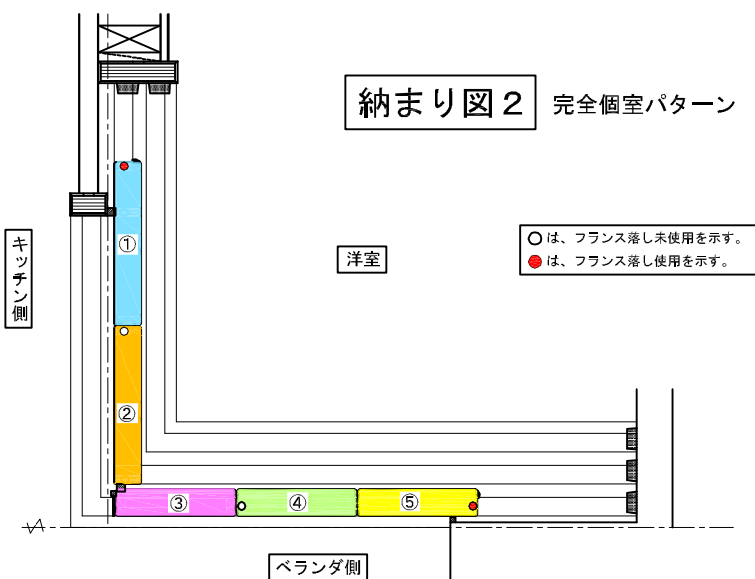 納まり図2 完全個室パターン
○は、フランス落し未使用を示す。
●は、フランス落し使用を示す。
キッチン側
洋室
①
②
③
④
⑤
ベランダ側